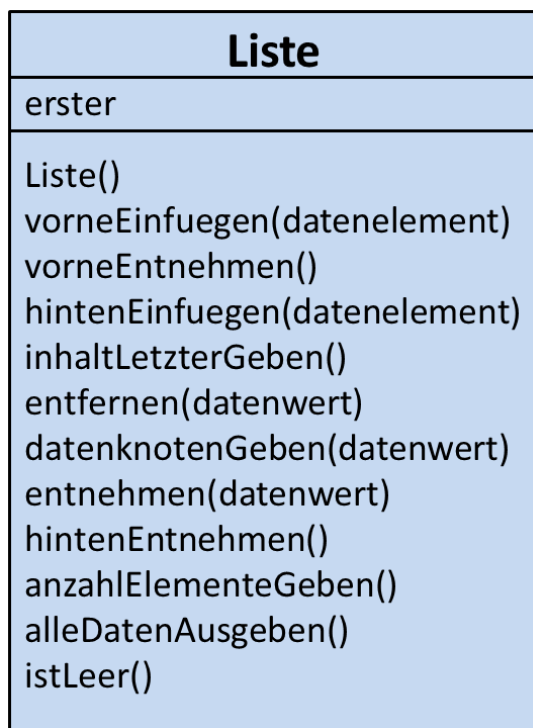 Liste
erster
Liste()
vorneEinfuegen(datenelement)
vorneEntnehmen()
hintenEinfuegen(datenelement)
inhaltLetzterGeben()
entfernen(datenwert)
datenknotenGeben(datenwert)
entnehmen(datenwert)
hintenEntnehmen()
anzahlElementeGeben()
alleDatenAusgeben()
istLeer()